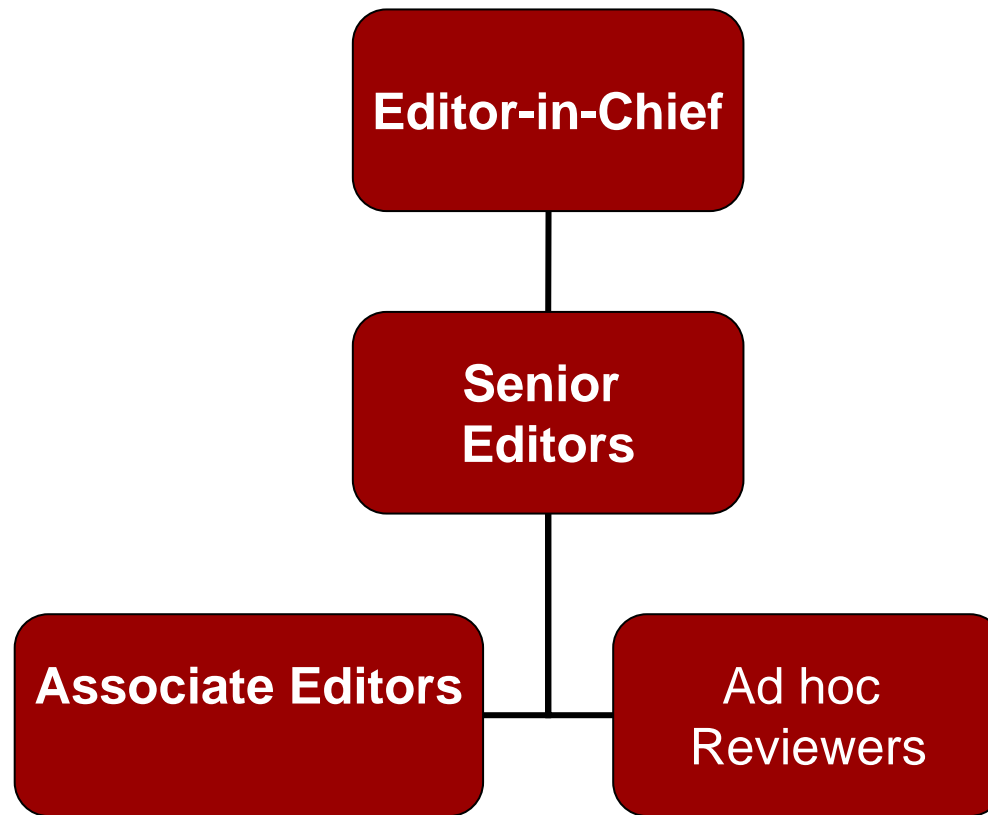 Editor-in-Chief
Senior
Editors
Associate Editors
Ad hoc
Reviewers